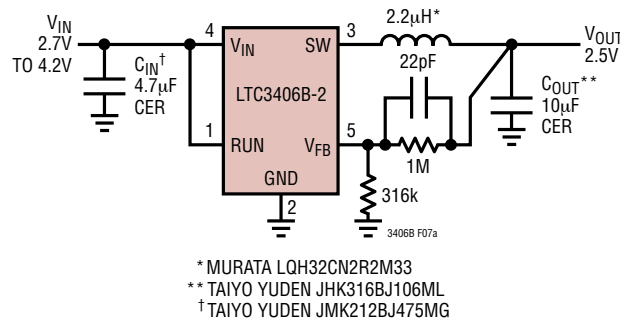 VIN
2.7V
TO 4.2V
CIN†
4.7µF
CER
4
VIN
SW
3
2.2µH*
VOUT
2.5V
22pF
COUT**
10µF
CER
LTC3406B-2
1
RUN
VFB
5
1M
GND
2
316k
3406B F07a
*MURATA LQH32CN2R2M33
**TAIYO YUDEN JHK316BJ106ML
†TAIYO YUDEN JMK212BJ475MG